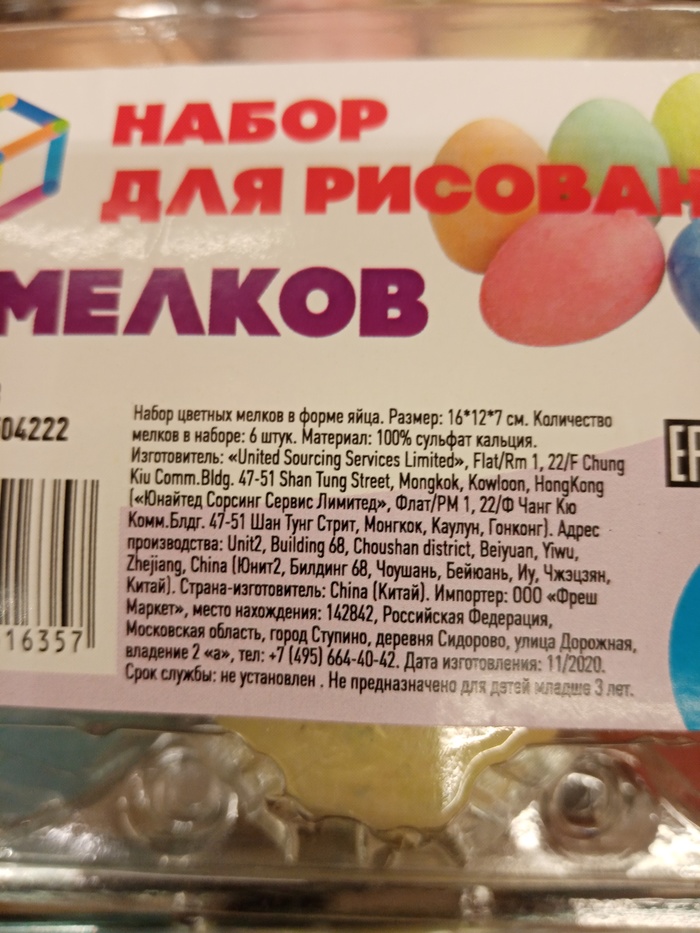 НАБОР
ДЛЯ РИСОВАН
МЕЛКОВ
04222
Набор цветных мелков в форме яйца. Размер: 16*12*7 см. Количество
мелков в наборе: 6 штук. Материал: 100% сульфат кальция.
Изготовитель: «United Sourcing Services Limited», Flat/Rm 1, 22/F Chung
Kiu Comm.Bldg. 47-51 Shan Tung Street, Mongkok, Kowloon, HongKong
(«Юнайтед Сорсинг Сервис Лимитед», Флат/РМ 1, 22/Ф Чанг Кю
Комм.Блдг. 47-51 Шан Тунг Стрит, Монгкок, Каулун, Гонконг). Адрес
производства: Unit2, Building 68, Choushan district, Beiyuan, Yiwu,
Zhejiang, China (Юнит2, Билдинг 68, Чоушань, Бейюань, Иу, Чжэцзян,
Китай). Страна-изготовитель: China (Китай). Импортер: ООО «Фреш
Маркет», место нахождения: 142842, Российская Федерация,
Московская область, город Ступино, деревня Сидорово, улица Дорожная,
владение 2 «а», тел: +7 (495) 664-40-42. Дата изготовления: 11/2020.
Срок службы: не установлен . Не предназначено для детей младше 3 лет.
16357